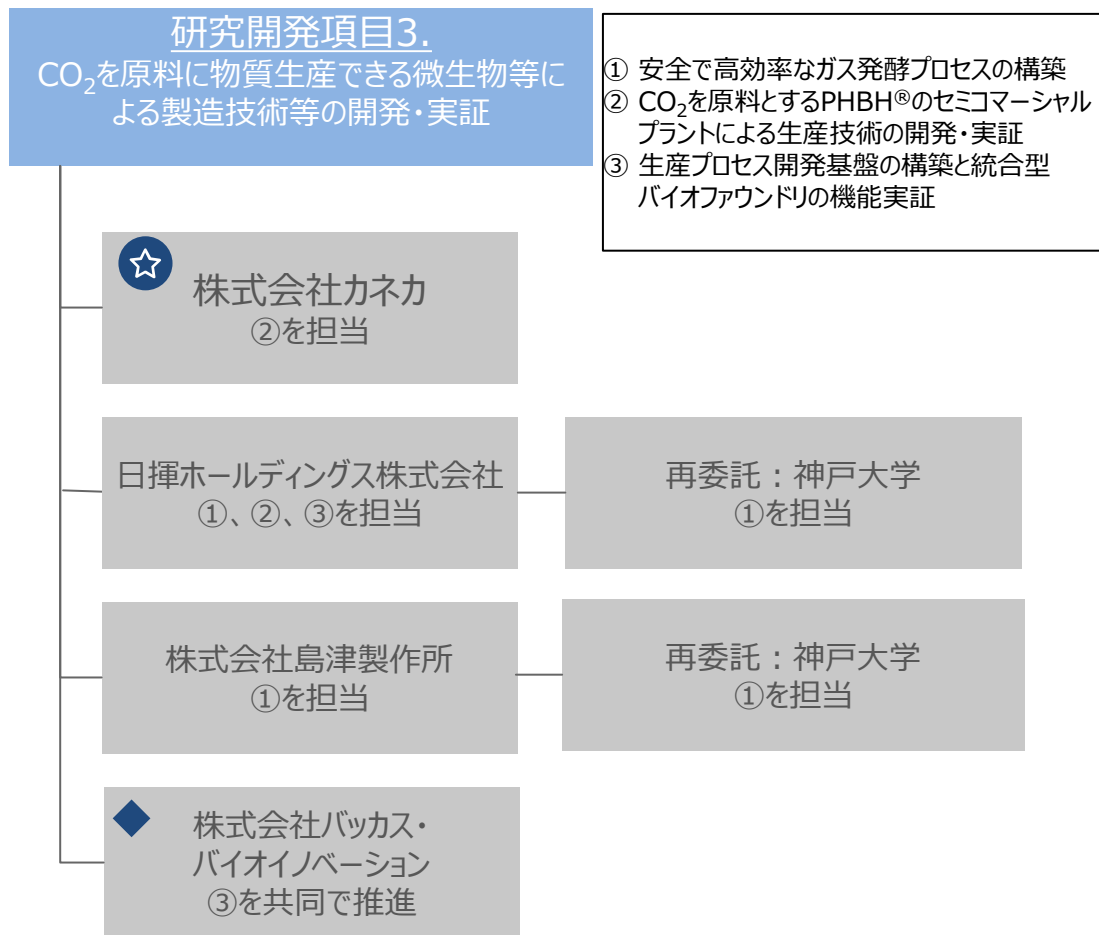 研究開発項目3.
CO₂を原料に物質生産できる微生物等に
よる製造技術等の開発・実証
① 安全で高効率なガス発酵プロセスの構築
② CO₂を原料とするPHBH®のセミコマーシャル
プラントによる生産技術の開発・実証
③ 生産プロセス開発基盤の構築と統合型
バイオファウンドリの機能実証
株式会社カネカ
②を担当
日揮ホールディングス株式会社
①、②、③を担当
再委託：神戸大学
①を担当
株式会社島津製作所
①を担当
再委託：神戸大学
①を担当
株式会社バッカス・
バイオイノベーション
③を共同で推進